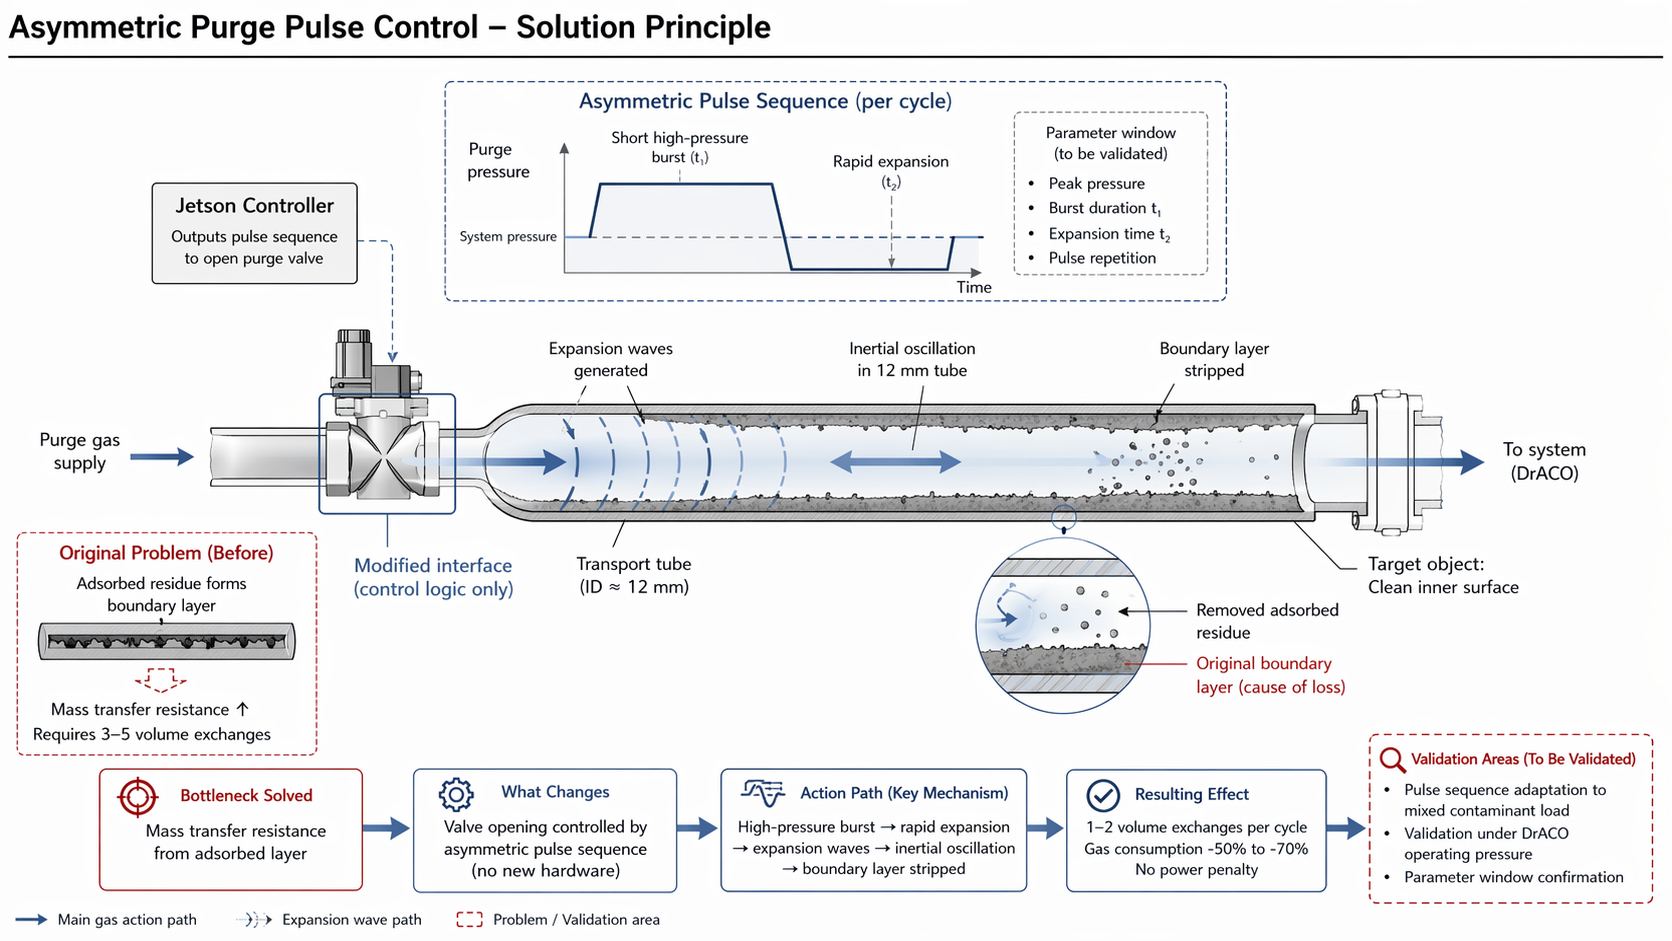 Asymmetric Purge Pulse Control – Solution Principle
Asymmetric Pulse Sequence (per cycle)
Purge
pressure
Short high-pressure
burst (t₁)
Rapid expansion
(t₂)
System pressure
Time
Parameter window
(to be validated)
• Peak pressure
• Burst duration t₁
• Expansion time t₂
• Pulse repetition
Jetson Controller
Outputs pulse sequence
to open purge valve
Expansion waves
generated
Inertial oscillation
in 12 mm tube
Boundary layer
stripped
Purge gas
supply
To system
(DrACO)
Modified interface
(control logic only)
Transport tube
(ID ≈ 12 mm)
Target object:
Clean inner surface
Removed adsorbed
residue
Original boundary
layer (cause of loss)
Original Problem (Before)
Adsorbed residue forms
boundary layer
Mass transfer resistance ↑
Requires 3–5 volume exchanges
Bottleneck Solved
Mass transfer resistance
from adsorbed layer
What Changes
Valve opening controlled by
asymmetric pulse sequence
(no new hardware)
Action Path (Key Mechanism)
High-pressure burst → rapid expansion
→ expansion waves → inertial oscillation
→ boundary layer stripped
Resulting Effect
1–2 volume exchanges per cycle
Gas consumption -50% to -70%
No power penalty
Validation Areas (To Be Validated)
• Pulse sequence adaptation to
mixed contaminant load
• Validation under DrACO
operating pressure
• Parameter window confirmation
Main gas action path
Expansion wave path
Problem / Validation area